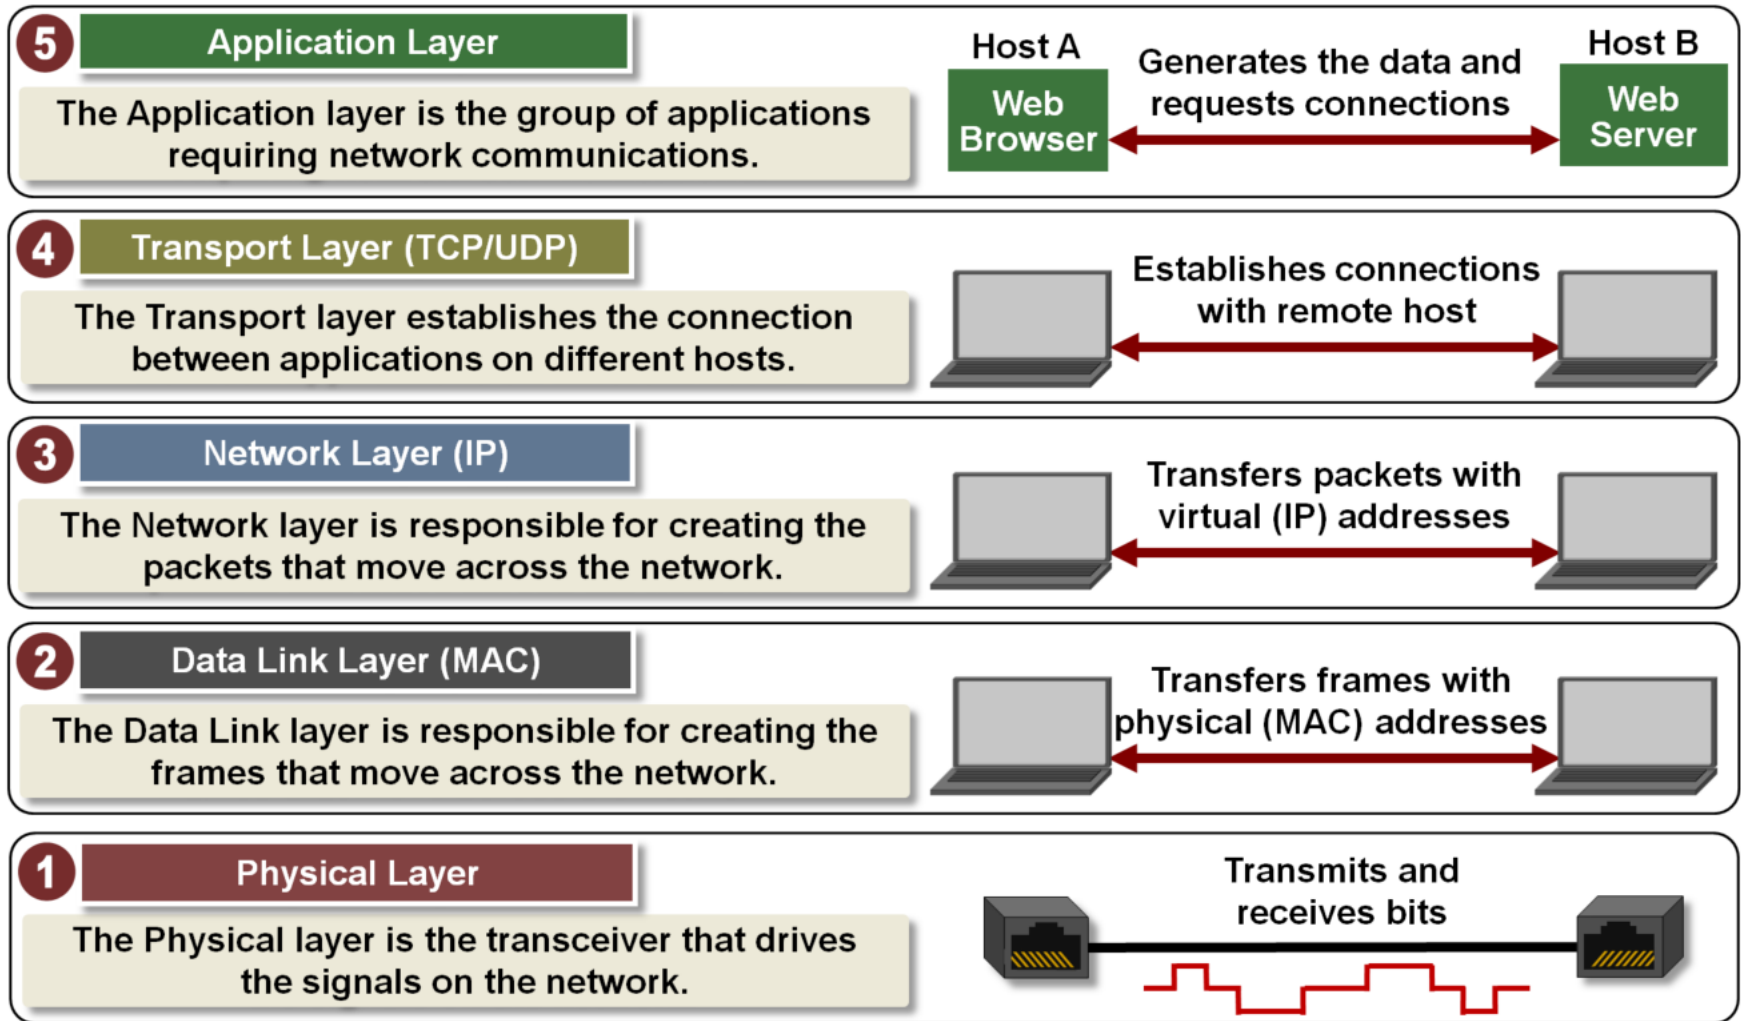 5
Application Layer
The Application layer is the group of applications
requiring network communications.
Host A
Web
Browser
Generates the data and
requests connections
Host B
Web
Server
4
Transport Layer (TCP/UDP)
The Transport layer establishes the connection
between applications on different hosts.
Establishes connections
with remote host
3
Network Layer (IP)
The Network layer is responsible for creating the
packets that move across the network.
Transfers packets with
virtual (IP) addresses
2
Data Link Layer (MAC)
The Data Link layer is responsible for creating the
frames that move across the network.
Transfers frames with
physical (MAC) addresses
1
Physical Layer
The Physical layer is the transceiver that drives
the signals on the network.
Transmits and
receives bits